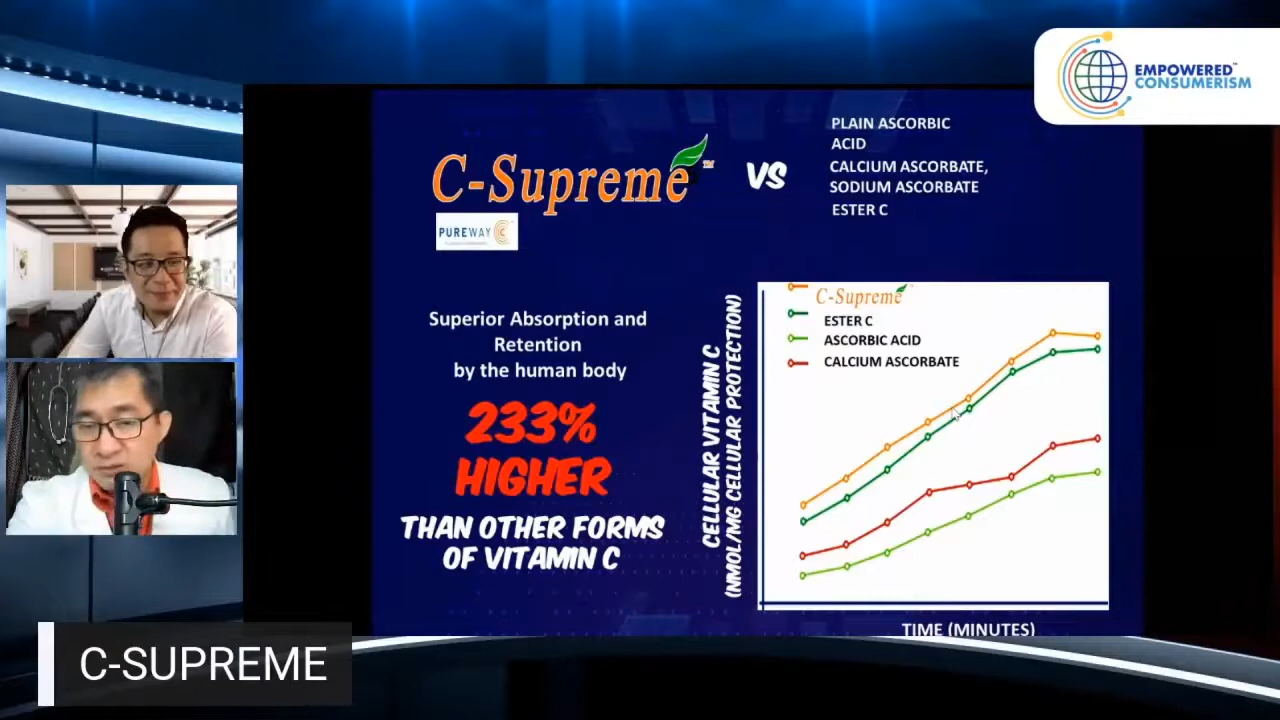 EMPOWERED™
CONSUMERISM
C-Supreme™
PUREWAY C
VS
PLAIN ASCORBIC
ACID
CALCIUM ASCORBATE,
SODIUM ASCORBATE
ESTER C
Superior Absorption and
Retention
by the human body
233%
HIGHER
THAN OTHER FORMS
OF VITAMIN C
CELLULAR VITAMIN C
(NMOL/MG CELLULAR PROTECTION)
C-Supreme
ESTER C
ASCORBIC ACID
CALCIUM ASCORBATE
TIME (MINUTES)
C-SUPREME